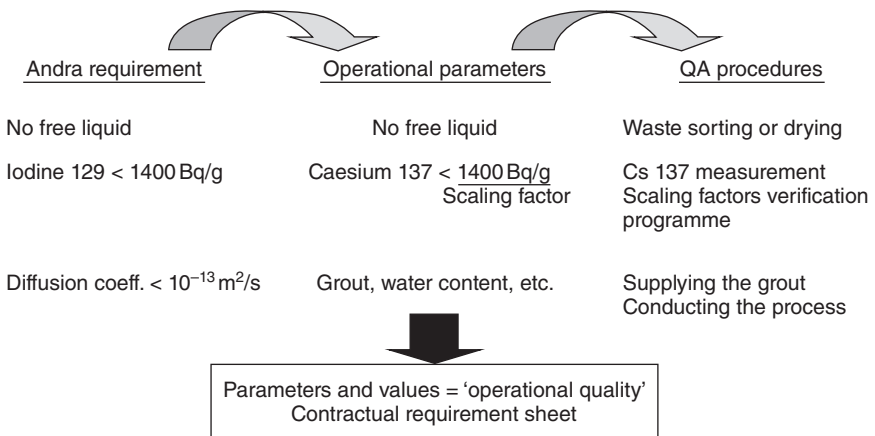 Andra requirement Operational parameters QA procedures
No free liquid No free liquid Waste sorting or drying
Iodine 129 < 1400 Bq/g Caesium 137 < 1400 Bq/g Cs 137 measurement
Scaling factor Scaling factors verification
programme
Diffusion coeff. < 10⁻¹³ m²/s Grout, water content, etc. Supplying the grout
Conducting the process
Parameters and values = ‘operational quality’
Contractual requirement sheet